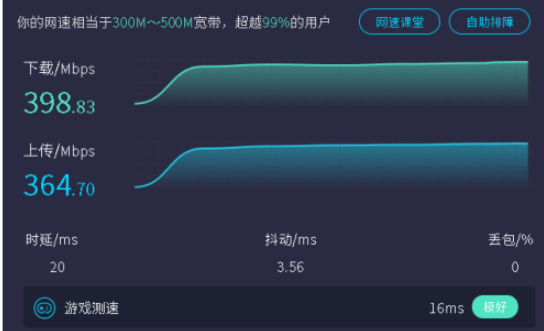 你的网速相当于300M～500M宽带，超越99%的用户 网速课堂 自助排障
下载/Mbps
398.83
上传/Mbps
364.70
时延/ms 抖动/ms 丢包/%
20 3.56 0
游戏测速 16ms 极好